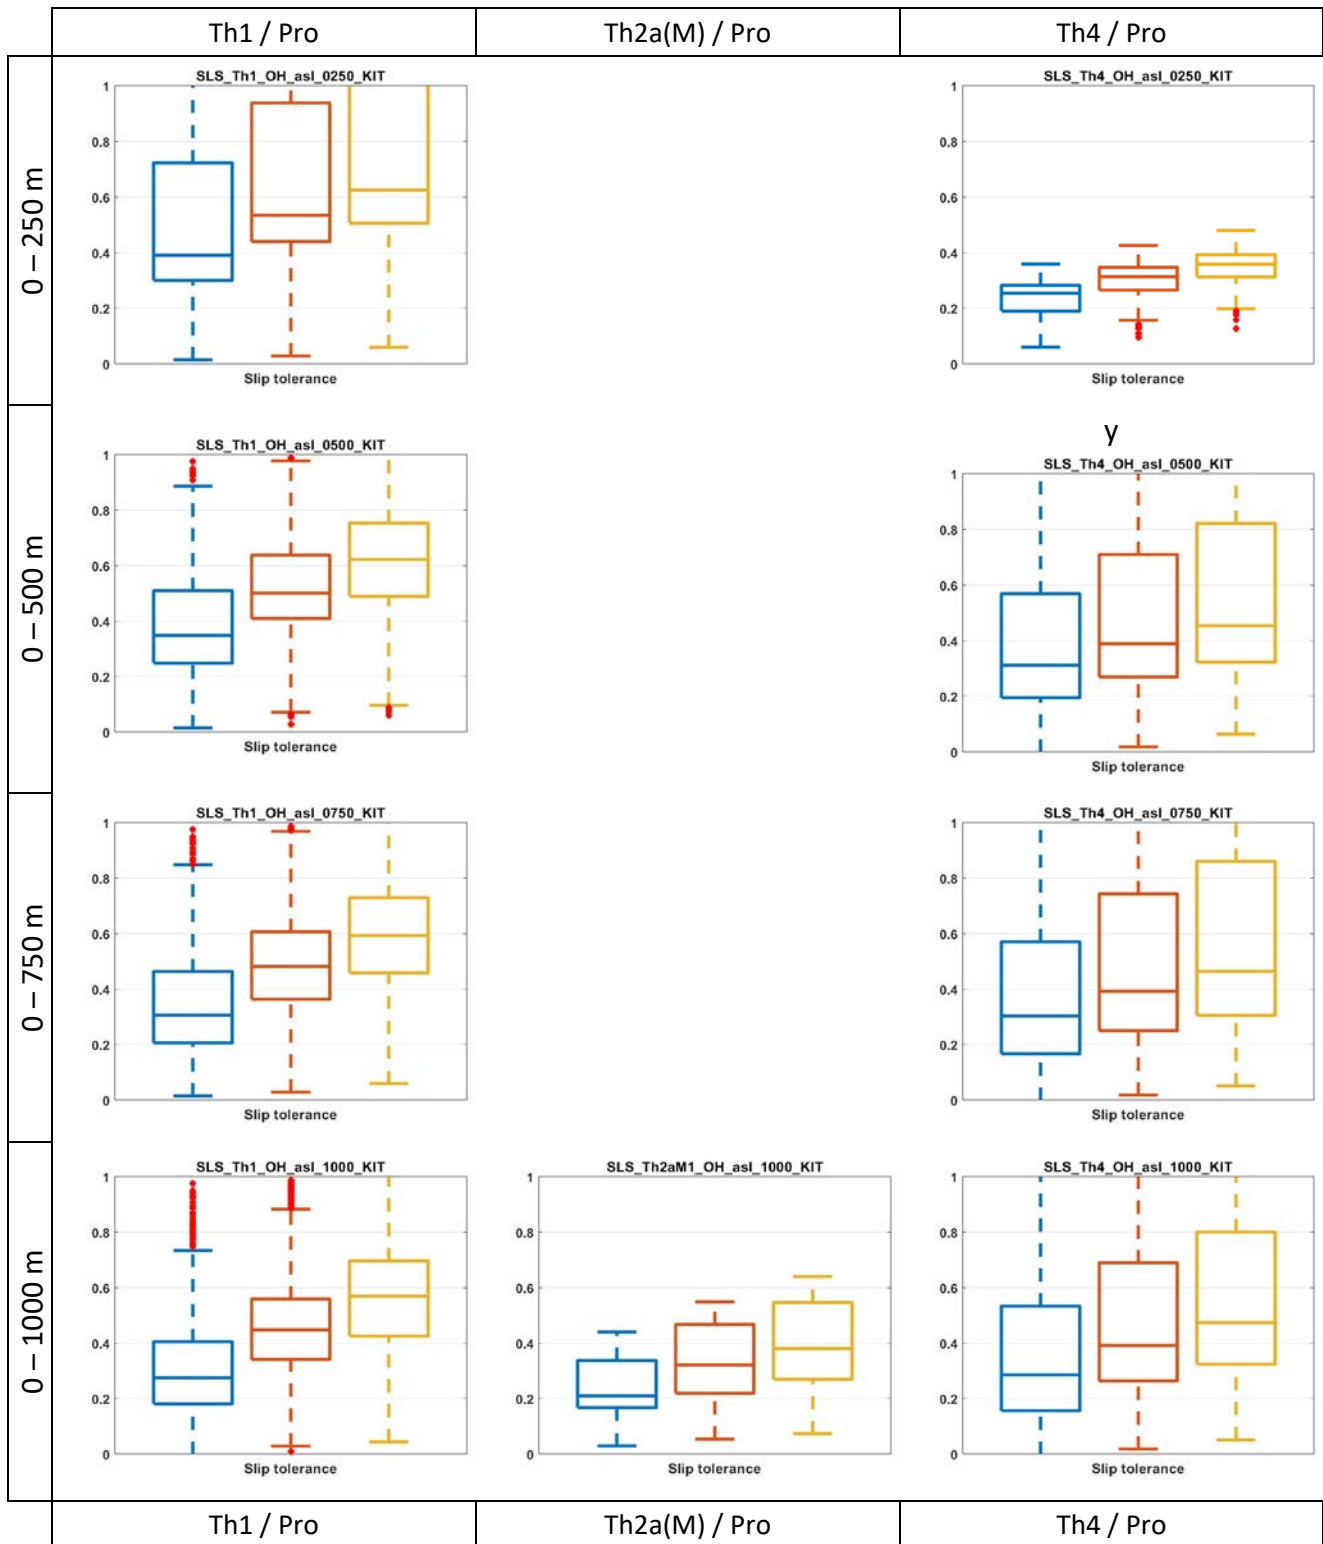 Th1 / Pro
Th2a(M) / Pro
Th4 / Pro
0 – 250 m
SLS_Th1_OH_asl_0250_KIT
1
0.8
0.6
0.4
0.2
0
Slip tolerance
SLS_Th4_OH_asl_0250_KIT
1
0.8
0.6
0.4
0.2
0
Slip tolerance
0 – 500 m
SLS_Th1_OH_asl_0500_KIT
1
0.8
0.6
0.4
0.2
0
Slip tolerance
y
SLS_Th4_OH_asl_0500_KIT
1
0.8
0.6
0.4
0.2
0
Slip tolerance
0 – 750 m
SLS_Th1_OH_asl_0750_KIT
1
0.8
0.6
0.4
0.2
0
Slip tolerance
SLS_Th4_OH_asl_0750_KIT
1
0.8
0.6
0.4
0.2
0
Slip tolerance
0 – 1000 m
SLS_Th1_OH_asl_1000_KIT
1
0.8
0.6
0.4
0.2
0
Slip tolerance
SLS_Th2aM1_OH_asl_1000_KIT
1
0.8
0.6
0.4
0.2
0
Slip tolerance
SLS_Th4_OH_asl_1000_KIT
1
0.8
0.6
0.4
0.2
0
Slip tolerance
Th1 / Pro
Th2a(M) / Pro
Th4 / Pro